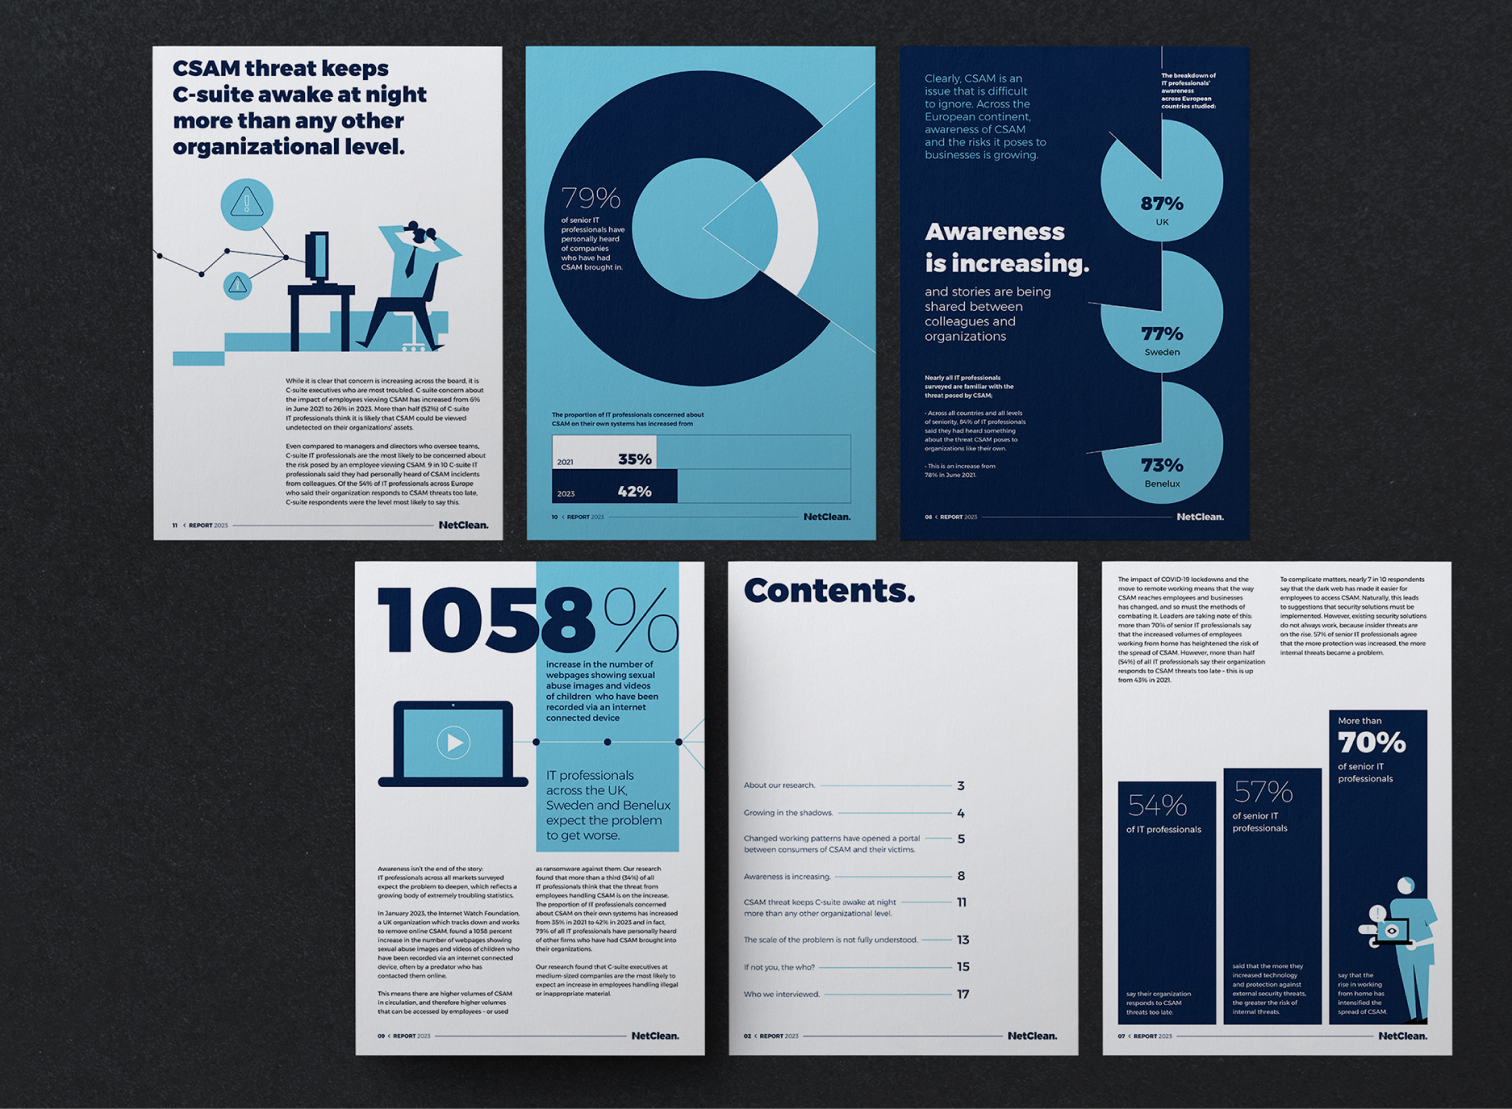 CSAM threat keeps
C-suite awake at night
more than any other
organizational level.
While it is clear that concern is increasing across the board, it is
C-suite executives who are most troubled. C-suite concern about
the impact of employees viewing CSAM has increased from 6%
in June 2021 to 26% in 2023. More than half (52%) of C-suite
IT professionals think it is likely that CSAM could be viewed
undetected on their organizations' assets.
Even compared to managers and directors who oversee teams,
C-suite IT professionals are the most likely to be concerned about
the risk posed by an employee viewing CSAM. 9 in 10 C-suite IT
professionals said they had personally heard of CSAM incidents
from colleagues. Of the 54% of IT professionals across Europe
who said their organization responds to CSAM threats too late,
C-suite respondents were the level most likely to say this.
11 < REPORT 2023
NetClean.
79%
of senior IT
professionals have
personally heard
of companies
who have had
CSAM brought in.
The proportion of IT professionals concerned about
CSAM on their own systems has increased from
2021 35%
2023 42%
10 < REPORT 2023
NetClean.
Clearly, CSAM is an
issue that is difficult
to ignore. Across the
European continent,
awareness of CSAM
and the risks it poses to
businesses is growing.
Awareness
is increasing.
and stories are being
shared between
colleagues and
organizations
Nearly all IT professionals
surveyed are familiar with the
threat posed by CSAM;
- Across all countries and all levels
of seniority, 84% of IT professionals
said they had heard something
about the threat CSAM poses to
organizations like their own.
- This is an increase from
78% in June 2021.
The breakdown of
IT professionals'
awareness
across European
countries studied:
87%
UK
77%
Sweden
73%
Benelux
08 < REPORT 2023
NetClean.
1058%
increase in the number of
webpages showing sexual
abuse images and videos
of children who have been
recorded via an internet
connected device
IT professionals
across the UK,
Sweden and Benelux
expect the problem
to get worse.
Awareness isn't the end of the story:
IT professionals across all markets surveyed
expect the problem to deepen, which reflects a
growing body of extremely troubling statistics.
In January 2023, the Internet Watch Foundation,
a UK organization which tracks down and works
to remove online CSAM, found a 1058 percent
increase in the number of webpages showing
sexual abuse images and videos of children who
have been recorded via an internet connected
device, often by a predator who has
contacted them online.
This means there are higher volumes of CSAM
in circulation, and therefore higher volumes
that can be accessed by employees - or used
as ransomware against them. Our research
found that more than a third (34%) of all
IT professionals think that the threat from
employees handling CSAM is on the increase.
The proportion of IT professionals concerned
about CSAM on their own systems has increased
from 35% in 2021 to 42% in 2023 and in fact,
79% of all IT professionals have personally heard
of other firms who have had CSAM brought into
their organizations.
Our research found that C-suite executives at
medium-sized companies are the most likely to
expect an increase in employees handling illegal
or inappropriate material.
09 < REPORT 2023
NetClean.
Contents.
About our research. 3
Growing in the shadows. 4
Changed working patterns have opened a portal 5
between consumers of CSAM and their victims.
Awareness is increasing. 8
CSAM threat keeps C-suite awake at night 11
more than any other organizational level.
The scale of the problem is not fully understood. 13
If not you, the who? 15
Who we interviewed. 17
02 < REPORT 2023
NetClean.
The impact of COVID-19 lockdowns and the
move to remote working means that the way
CSAM reaches employees and businesses
has changed, and so must the methods of
combating it. Leaders are taking note of this:
more than 70% of senior IT professionals say
that the increased volumes of employees
working from home has heightened the risk of
the spread of CSAM. However, more than half
(54%) of all IT professionals say their organization
responds to CSAM threats too late – this is up
from 43% in 2021.
To complicate matters, nearly 7 in 10 respondents
say that the dark web has made it easier for
employees to access CSAM. Naturally, this leads
to suggestions that security solutions must be
implemented. However, existing security solutions
do not always work, because insider threats are
on the rise. 57% of senior IT professionals agree
that the more protection was increased, the more
internal threats became a problem.
54%
of IT professionals
say their organization
responds to CSAM
threats too late.
57%
of senior IT
professionals
said that the more they
increased technology
and protection against
external security threats,
the greater the risk of
internal threats.
More than
70%
of senior IT
professionals
say that the
rise in working
from home has
intensified the
spread of CSAM.
07 < REPORT 2023
NetClean.